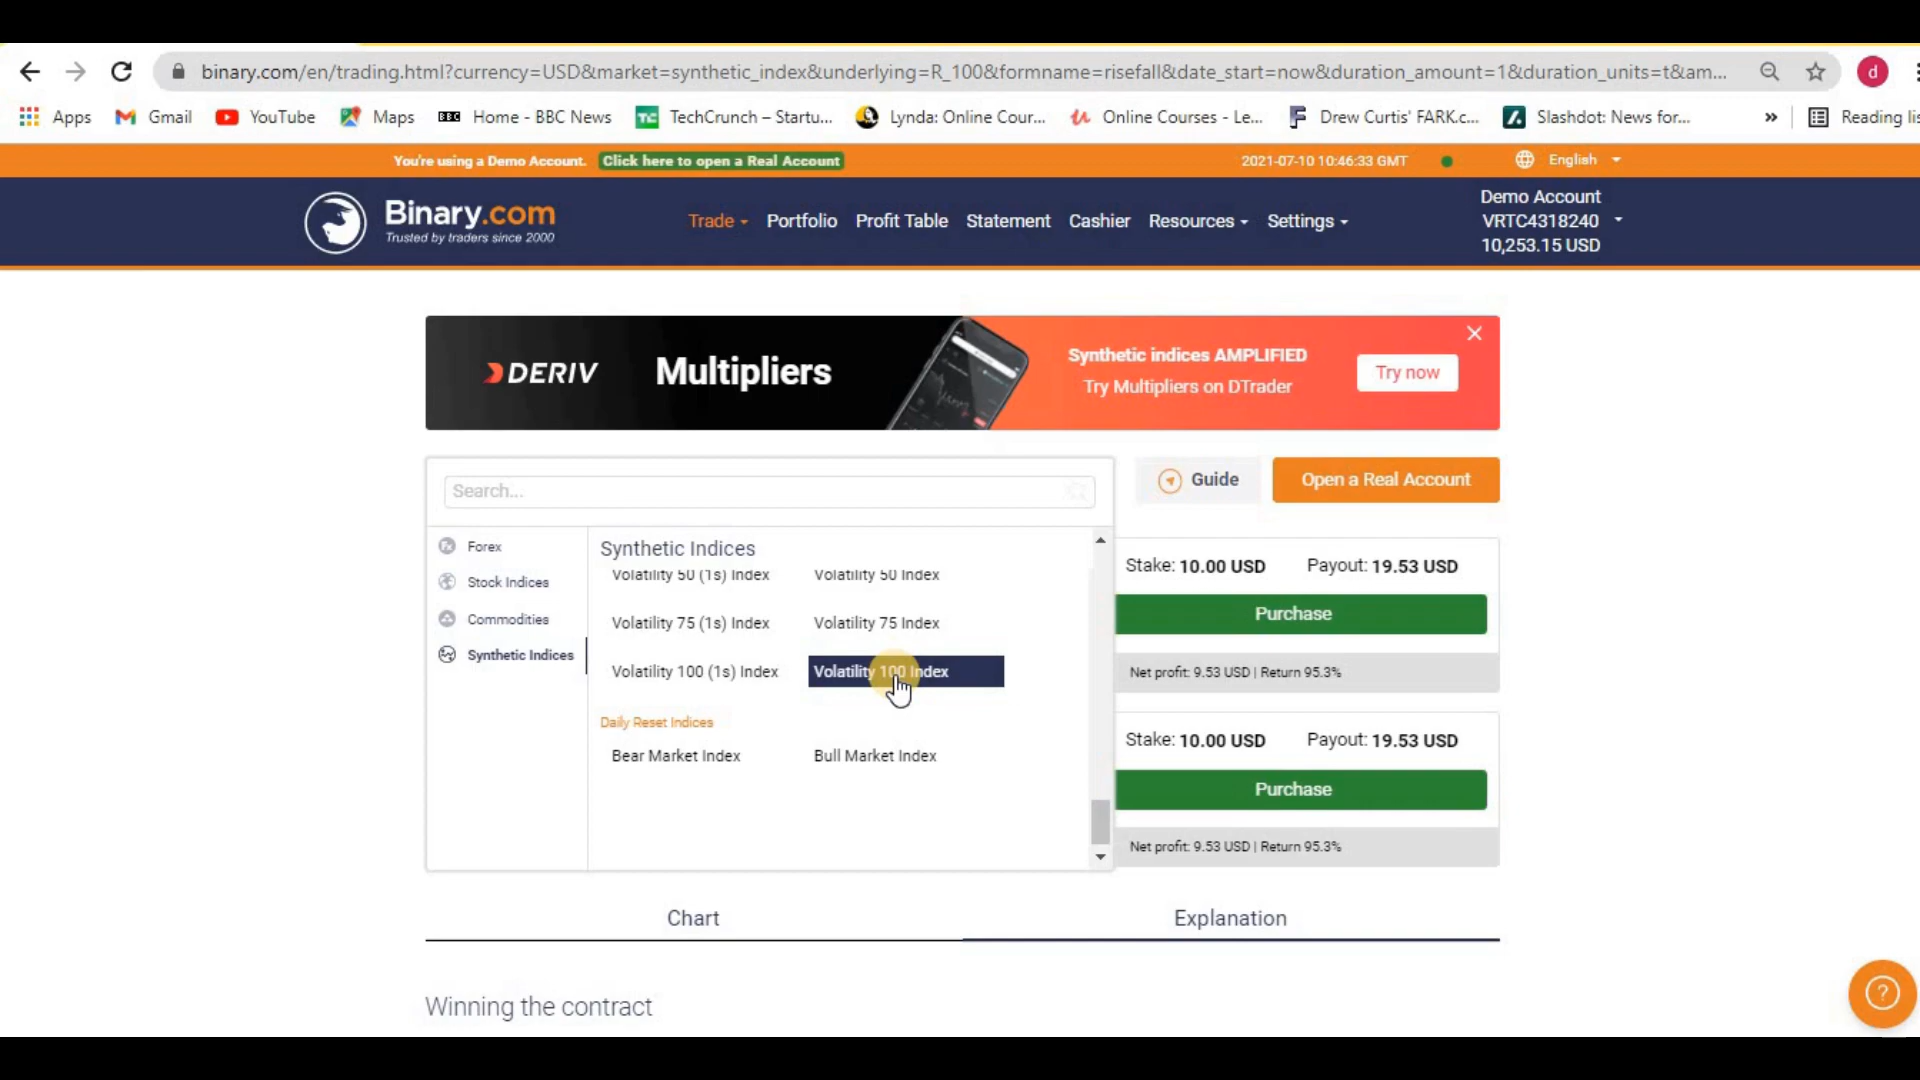 binary.com/en/trading.html?currency=USD&market=synthetic_index&underlying=R_100&formname=risefall&date_start=now&duration_amount=1&duration_units=t&am...
d
Apps Gmail YouTube Maps BBC Home - BBC News TC TechCrunch – Startu... Lynda: Online Cour... Online Courses - Le... Drew Curtis' FARK.c... Slashdot: News for... » Reading lis
You're using a Demo Account. Click here to open a Real Account 2021-07-10 10:46:33 GMT English
Binary.com
Trusted by traders since 2000
Trade Portfolio Profit Table Statement Cashier Resources Settings
Demo Account
VRTC4318240
10,253.15 USD
DERIV Multipliers
Synthetic indices AMPLIFIED
Try Multipliers on DTrader
Try now
Search...
Guide
Open a Real Account
Forex
Stock Indices
Commodities
Synthetic Indices
Synthetic Indices
Volatility 50 (1s) Index Volatility 50 Index
Volatility 75 (1s) Index Volatility 75 Index
Volatility 100 (1s) Index Volatility 100 Index
Daily Reset Indices
Bear Market Index Bull Market Index
Stake: 10.00 USD Payout: 19.53 USD
Purchase
Net profit: 9.53 USD | Return 95.3%
Stake: 10.00 USD Payout: 19.53 USD
Purchase
Net profit: 9.53 USD | Return 95.3%
Chart Explanation
Winning the contract
?